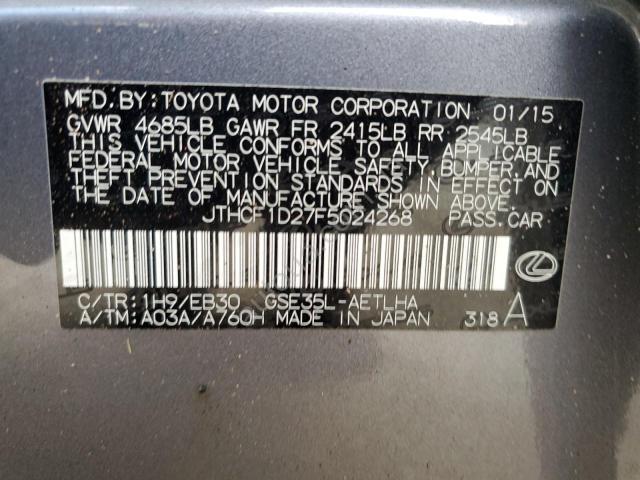 MFD. BY: TOYOTA MOTOR CORPORATION 01/15
GVWR 4685LB GAWR FR 2415LB RR 2545LB
THIS VEHICLE CONFORMS TO ALL APPLICABLE
FEDERAL MOTOR VEHICLE SAFETY, BUMPER, AND
THEFT PREVENTION STANDARDS IN EFFECT ON
THE DATE OF MANUFACTURE SHOWN ABOVE.
JTHCF1D27F5024268 PASS.CAR
C/TR: 1H9/EB30 GSE35L-AETLHA
A/TM: A03A/A760H MADE IN JAPAN 318 A